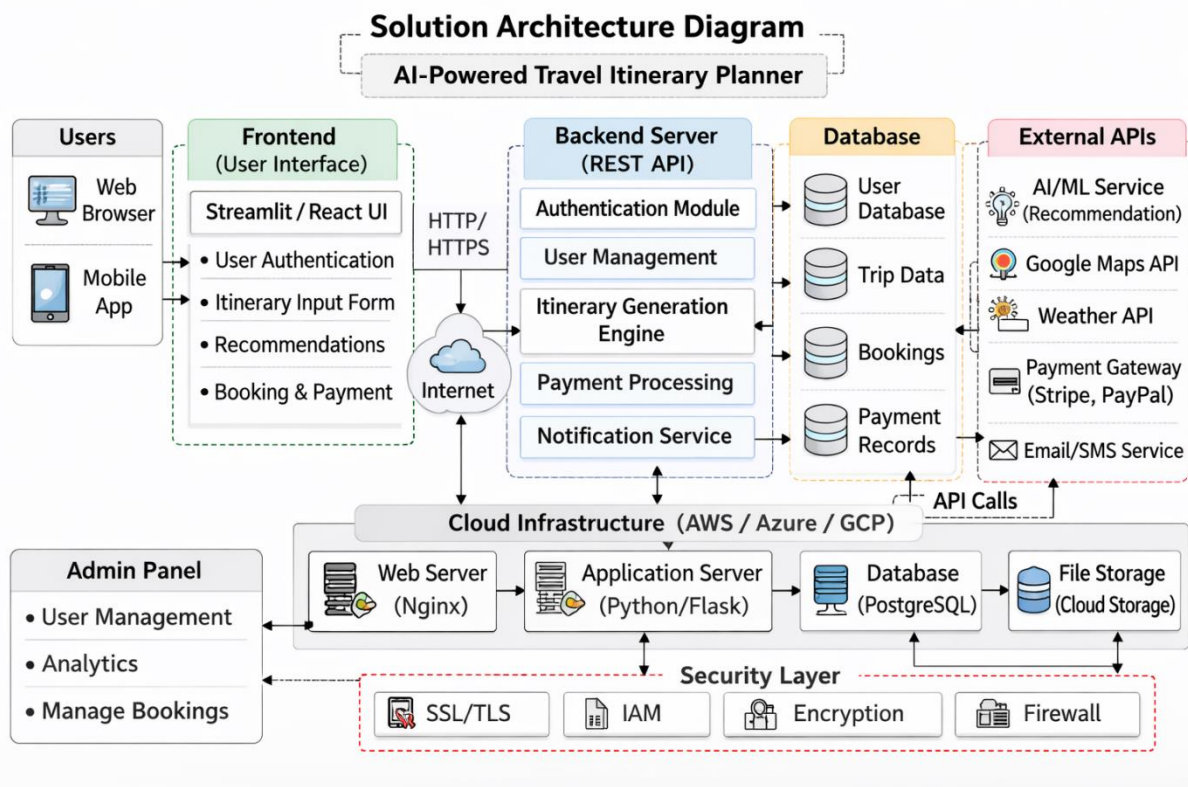 Solution Architecture Diagram
AI-Powered Travel Itinerary Planner
Users
Web
Browser
Mobile
App
Frontend
(User Interface)
Streamlit / React UI
• User Authentication
• Itinerary Input Form
• Recommendations
• Booking & Payment
HTTP/
HTTPS
Internet
Backend Server
(REST API)
Authentication Module
User Management
Itinerary Generation
Engine
Payment Processing
Notification Service
Database
User
Database
Trip Data
Bookings
Payment
Records
External APIs
AI/ML Service
(Recommendation)
Google Maps API
Weather API
Payment Gateway
(Stripe, PayPal)
Email/SMS Service
API Calls
Cloud Infrastructure (AWS / Azure / GCP)
Web Server
(Nginx)
Application Server
(Python/Flask)
Database
(PostgreSQL)
File Storage
(Cloud Storage)
Admin Panel
• User Management
• Analytics
• Manage Bookings
Security Layer
SSL/TLS
IAM
Encryption
Firewall